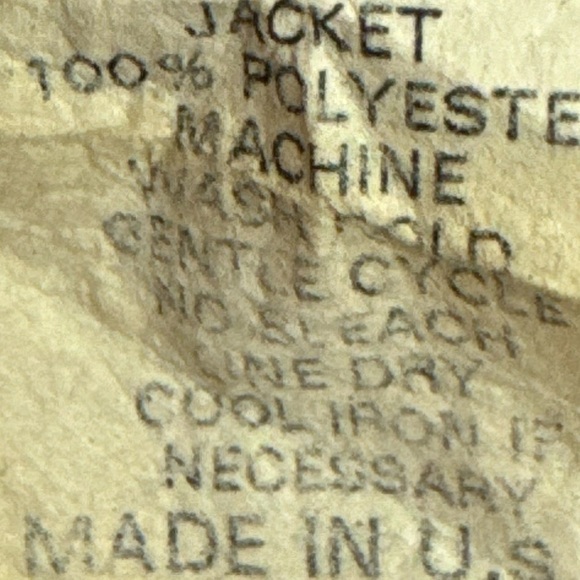 JACKET
100% POLYESTE
MACHINE
WASH COLD
GENTLE CYCLE
NO BLEACH
LINE DRY
COOL IRON IF
NECESSARY
MADE IN U.S